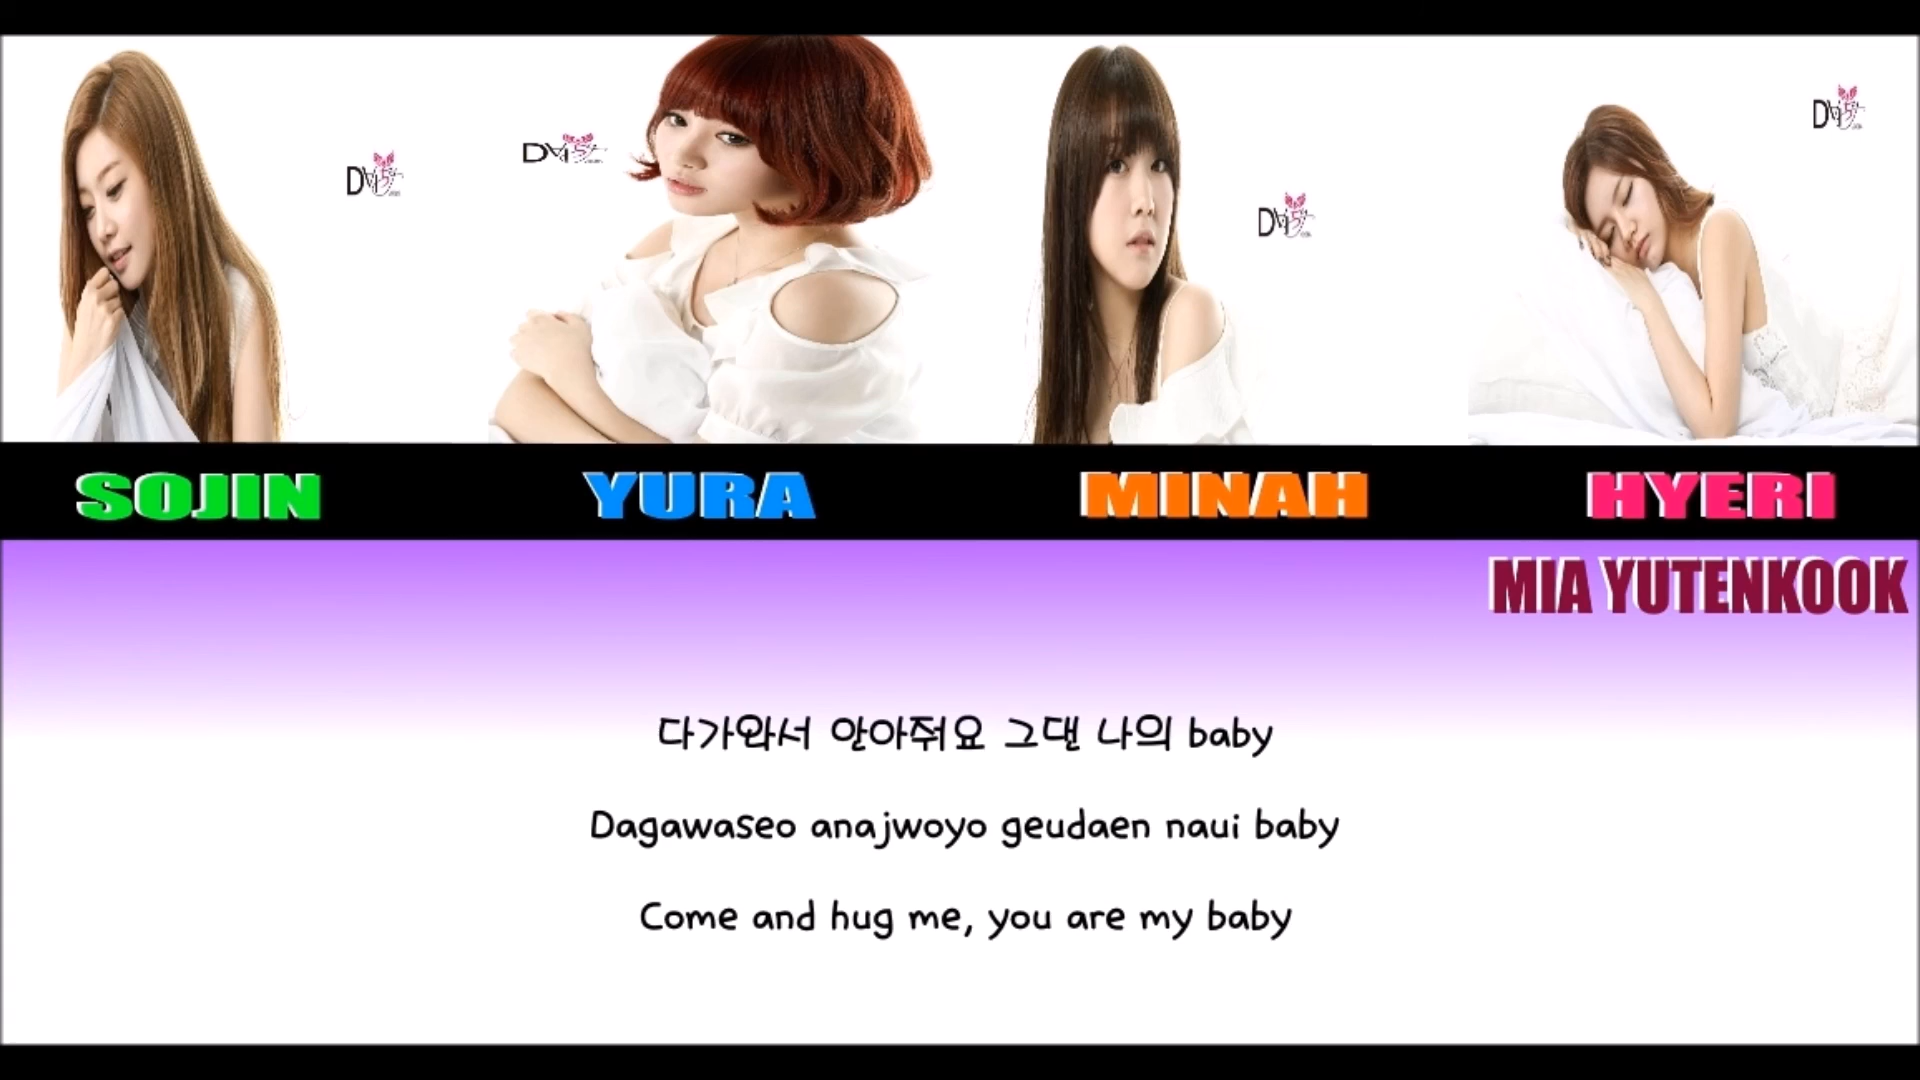 SOJIN
YURA
MINAH
HYERI
MIA YUTENKOOK
다가와서 안아줘요 그댄 나의 baby
Dagawaseo anajwoyo geudaen naui baby
Come and hug me, you are my baby